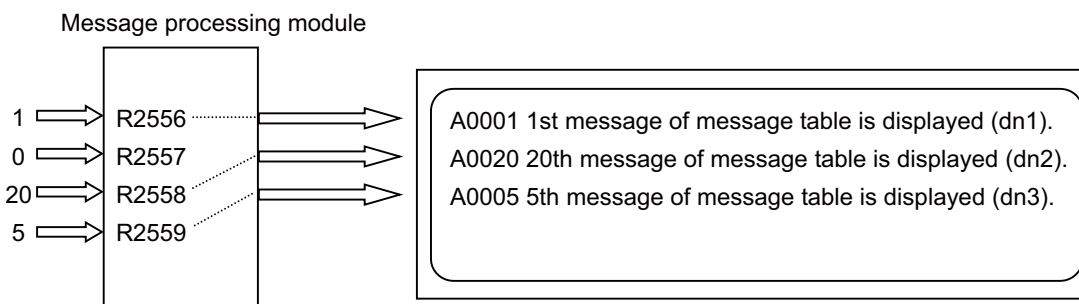 Message processing module
1 R2556
0 R2557
20 R2558
5 R2559
A0001 1st message of message table is displayed (dn1).
A0020 20th message of message table is displayed (dn2).
A0005 5th message of message table is displayed (dn3).